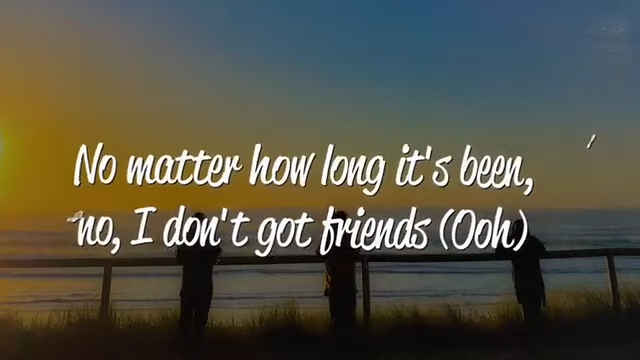 No matter how long it's been,
no, I don't got friends (Ooh)